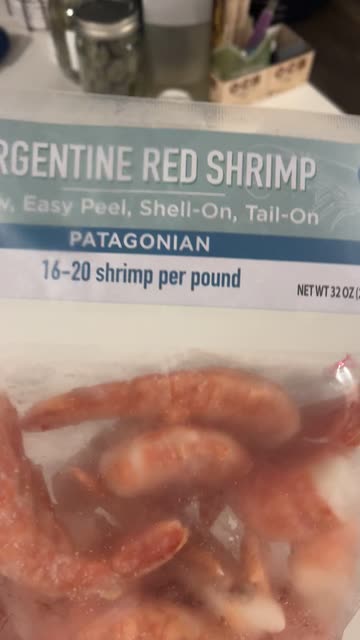 RGENTINE RED SHRIMP
w, Easy Peel, Shell-On, Tail-On
PATAGONIAN
16-20 shrimp per pound
NET WT 32 OZ (2